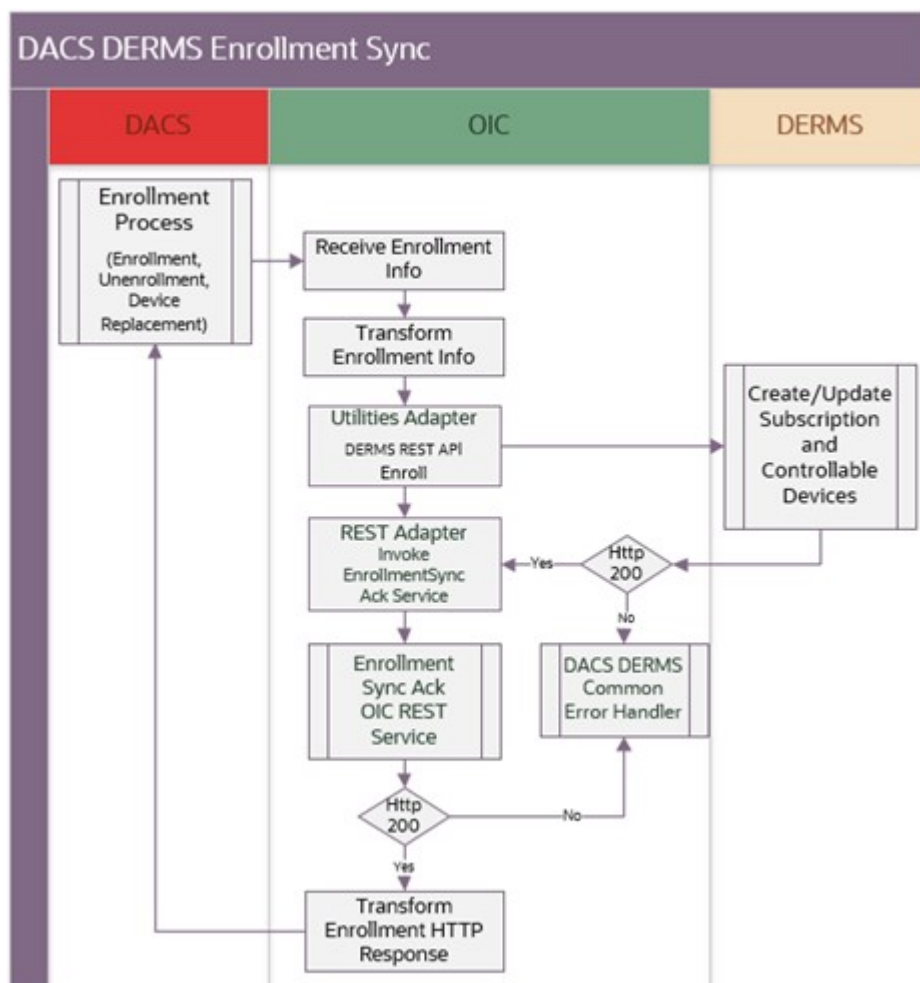 DACS DERMS Enrollment Sync
DACS
OIC
DERMS
Enrollment
Process
(Enrollment,
Unenrollment,
Device
Replacement)
Receive Enrollment
Info
Transform
Enrollment Info
Utilities Adapter
DERMS REST API
Enroll
Create/Update
Subscription
and
Controllable
Devices
REST Adapter
Invoke
EnrollmentSync
Ack Service
Yes
Http
200
No
Enrollment
Sync Ack
OIC REST
Service
DACS DERMS
Common
Error Handler
Http
200
No
Yes
Transform
Enrollment HTTP
Response